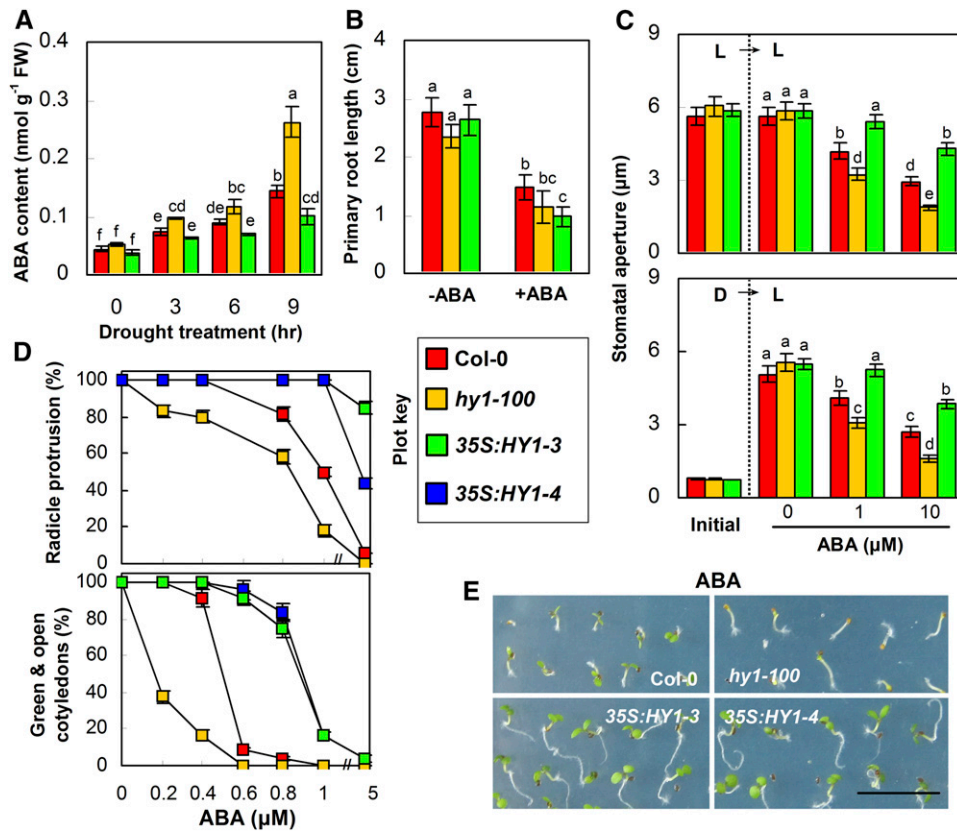 A
ABA content (nmol g⁻¹ FW)
0.4
0.3
0.2
0.1
0
f f f
e cd e
de bc e
b a cd
0 3 6 9
Drought treatment (hr)
B
Primary root length (cm)
4
3
2
1
0
a a a
b bc c
-ABA +ABA
C
Stomatal aperture (µm)
9
6
3
0
L → L
a a a
b d a
d e b
9
6
3
0
D → L
a a a
b c a
c d b
Initial 0 1 10
ABA (µM)
D
Radicle protrusion (%)
100
80
60
40
20
0
Green & open
cotyledons (%)
100
80
60
40
20
0
//
//
0 0.2 0.4 0.6 0.8 1 5
ABA (µM)
Plot key
Col-0
hy1-100
35S:HY1-3
35S:HY1-4
E
ABA
Col-0
hy1-100
35S:HY1-3
35S:HY1-4